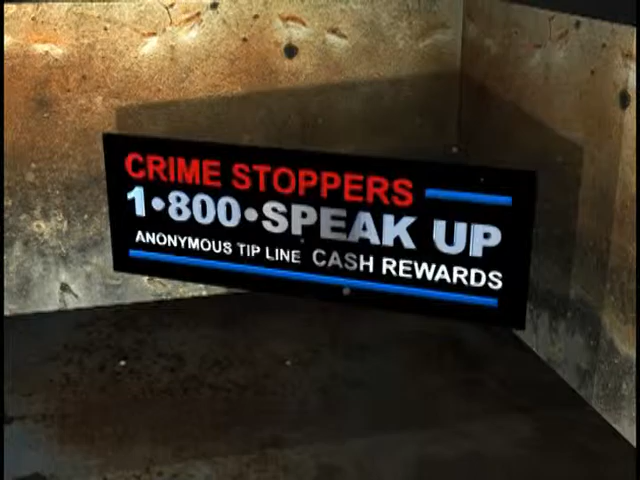 CRIME STOPPERS
1•800•SPEAK UP
ANONYMOUS TIP LINE CASH REWARDS